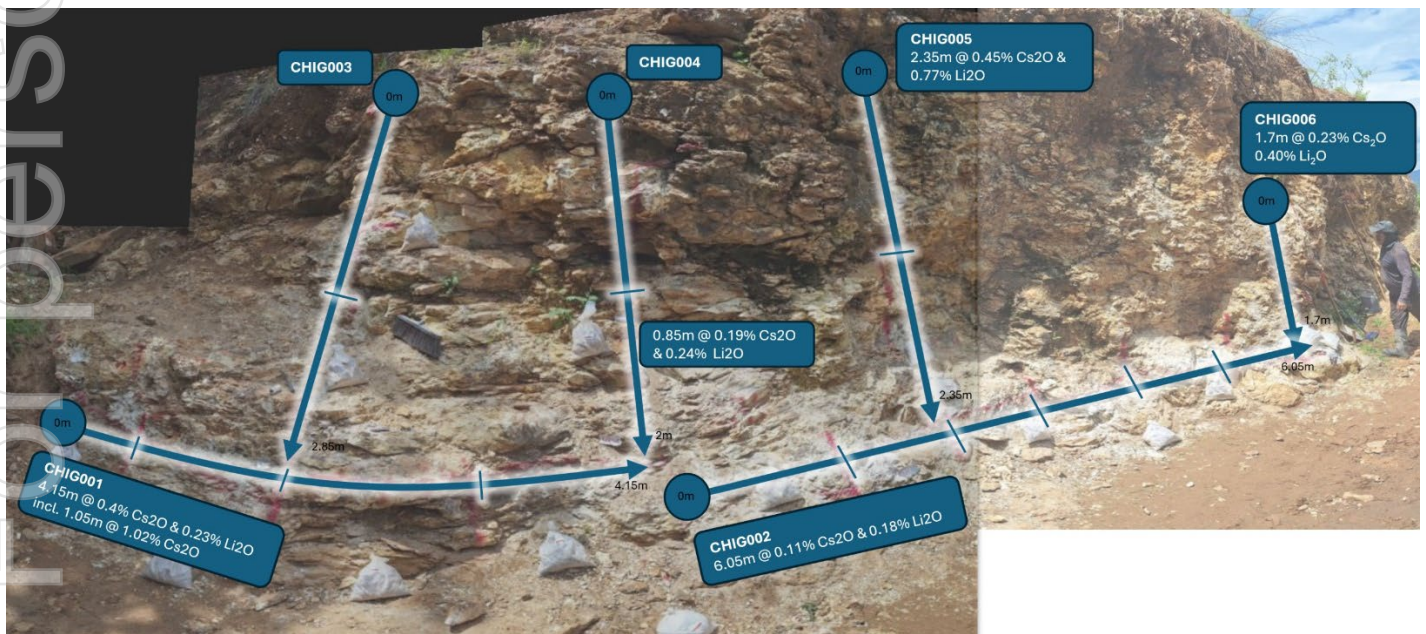 For perso
CHIG003
0m
2.85m
CHIG004
0m
0.85m @ 0.19% Cs2O
& 0.24% Li2O
2m
CHIG005
2.35m @ 0.45% Cs2O &
0.77% Li2O
0m
2.35m
CHIG006
1.7m @ 0.23% Cs₂O
0.40% Li₂O
0m
1.7m
0m
CHIG001
4.15m @ 0.4% Cs2O & 0.23% Li2O
incl. 1.05m @ 1.02% Cs2O
4.15m
0m
CHIG002
6.05m @ 0.11% Cs2O & 0.18% Li2O
6.05m